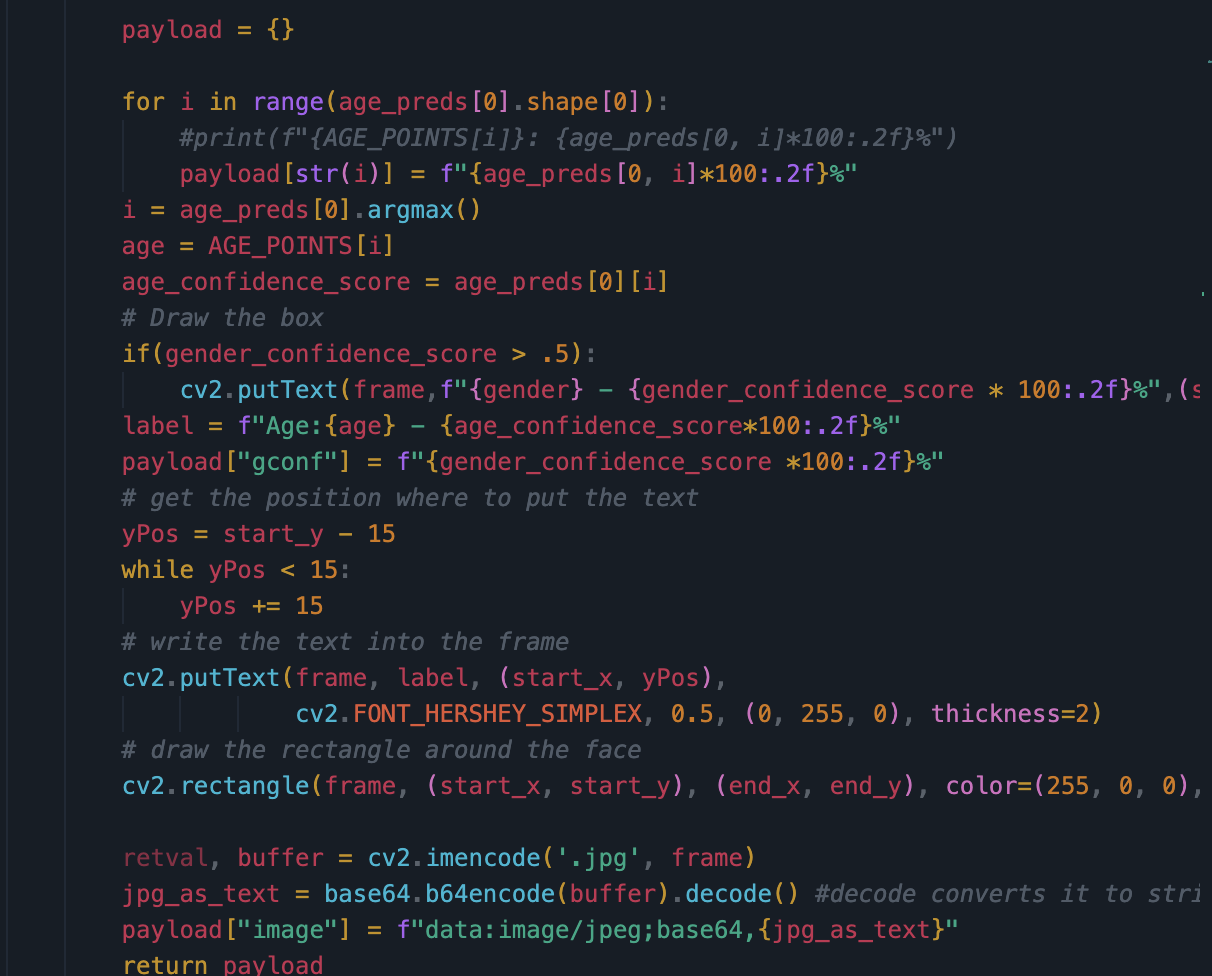 payload = {}
for i in range(age_preds[0].shape[0]):
#print(f"{AGE_POINTS[i]}: {age_preds[0, i]*100:.2f}%")
payload[str(i)] = f"{age_preds[0, i]*100:.2f}%"
i = age_preds[0].argmax()
age = AGE_POINTS[i]
age_confidence_score = age_preds[0][i]
# Draw the box
if(gender_confidence_score > .5):
cv2.putText(frame,f"{gender} - {gender_confidence_score * 100:.2f}%",(s
label = f"Age:{age} - {age_confidence_score*100:.2f}%"
payload["gconf"] = f"{gender_confidence_score *100:.2f}%"
# get the position where to put the text
yPos = start_y - 15
while yPos < 15:
yPos += 15
# write the text into the frame
cv2.putText(frame, label, (start_x, yPos),
cv2.FONT_HERSHEY_SIMPLEX, 0.5, (0, 255, 0), thickness=2)
# draw the rectangle around the face
cv2.rectangle(frame, (start_x, start_y), (end_x, end_y), color=(255, 0, 0),
retval, buffer = cv2.imencode('.jpg', frame)
jpg_as_text = base64.b64encode(buffer).decode() #decode converts it to stri
payload["image"] = f"data:image/jpeg;base64,{jpg_as_text}"
return payload